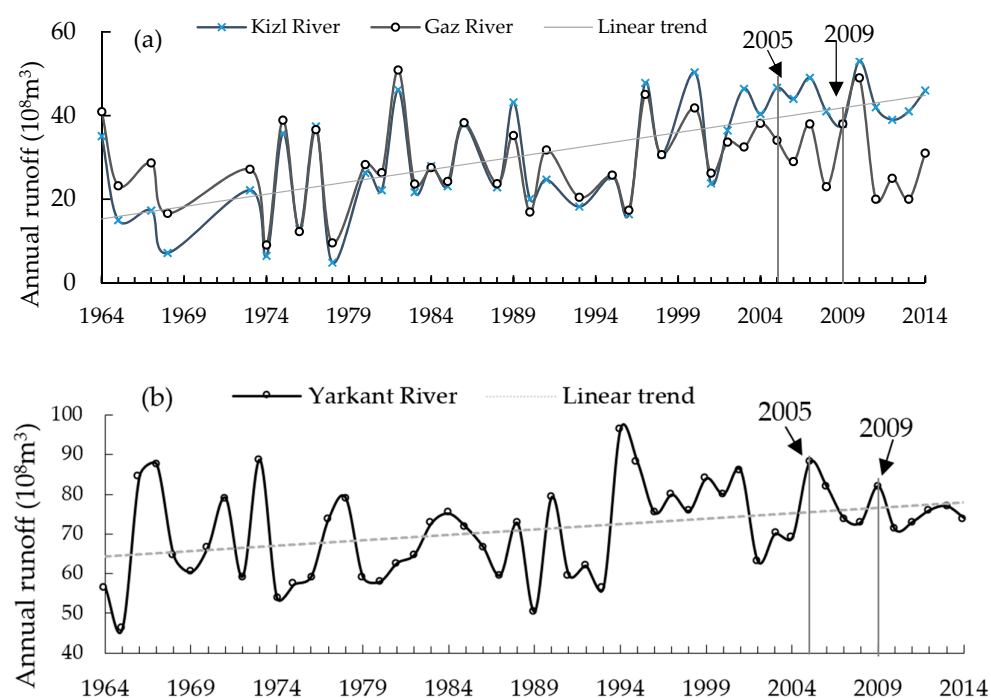 (a) Kizl River Gaz River Linear trend
2005 2009
Annual runoff (10⁸m³)
60
40
20
0
1964 1969 1974 1979 1984 1989 1994 1999 2004 2009 2014
(b) Yarkant River Linear trend
2005 2009
Annual runoff (10⁸m³)
100
90
80
70
60
50
40
1964 1969 1974 1979 1984 1989 1994 1999 2004 2009 2014